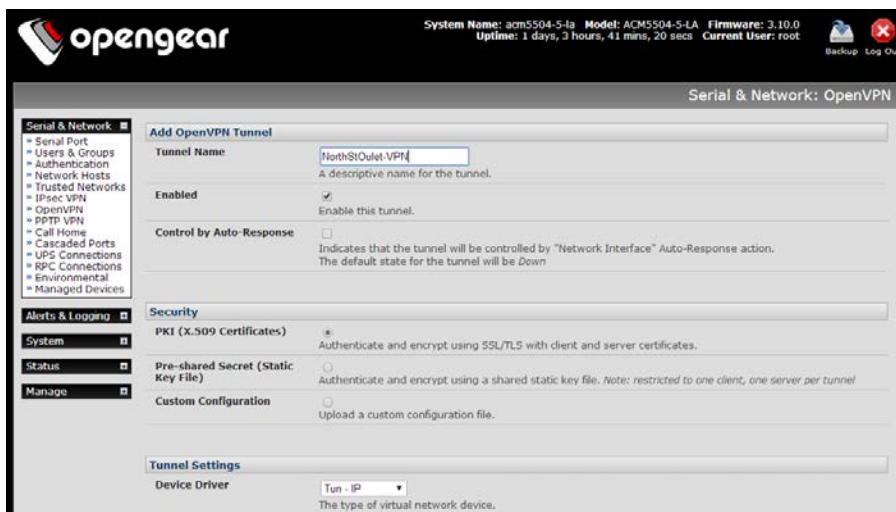 opengear
System Name: acm5504-5-la Model: ACM5504-5-LA Firmware: 3.10.0
Uptime: 1 days, 3 hours, 41 mins, 20 secs Current User: root
Backup Log Ou
Serial & Network: OpenVPN
Serial & Network
Serial Port
Users & Groups
Authentication
Network Hosts
Trusted Networks
IPsec VPN
OpenVPN
PPTP VPN
Call Home
Cascaded Ports
UPS Connections
RPC Connections
Environmental
Managed Devices
Alerts & Logging
System
Status
Manage
Add OpenVPN Tunnel
Tunnel Name
NorthStOulet-VPN
A descriptive name for the tunnel.
Enabled
Enable this tunnel.
Control by Auto-Response
Indicates that the tunnel will be controlled by "Network Interface" Auto-Response action.
The default state for the tunnel will be Down
Security
PKI (X.509 Certificates)
Authenticate and encrypt using SSL/TLS with client and server certificates.
Pre-shared Secret (Static
Key File)
Authenticate and encrypt using a shared static key file. Note: restricted to one client, one server per tunnel
Custom Configuration
Upload a custom configuration file.
Tunnel Settings
Device Driver
Tun - IP
The type of virtual network device.